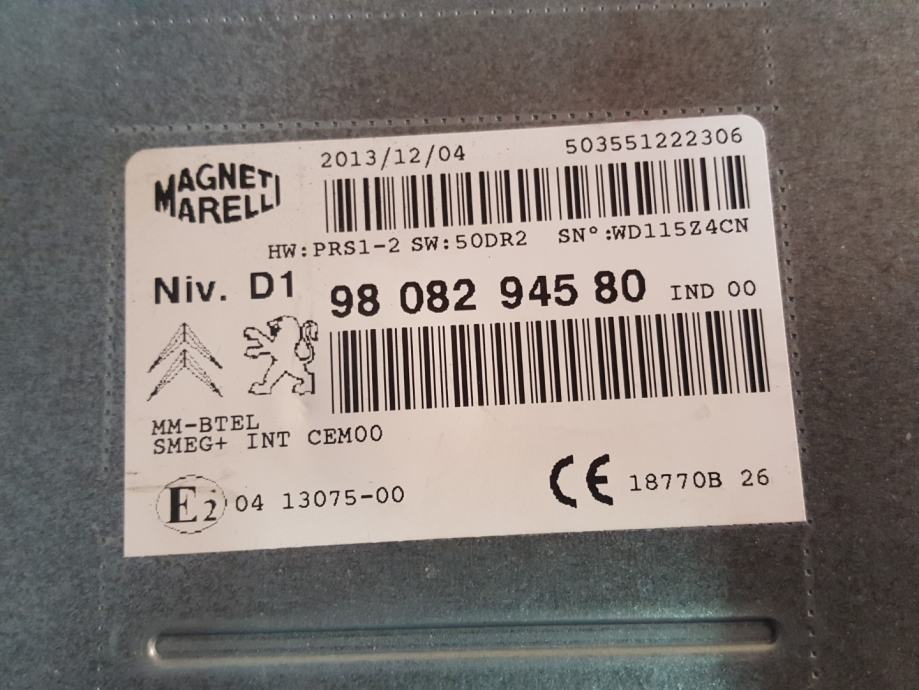 MAGNETI MARELLI
2013/12/04 503551222306
HW:PRS1-2 SW:50DR2 SN°:WD115Z4CN
Niv. D1 98 082 945 80 IND 00
MM-BTEL
SMEG+ INT CEM00
E2 04 13075-00 CE 18770B 26